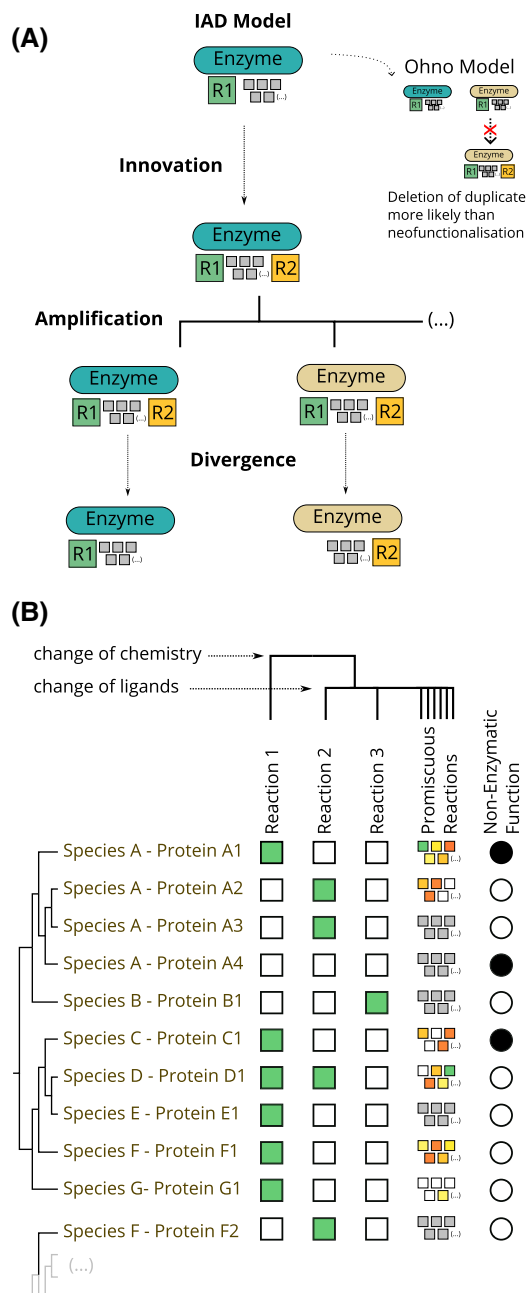 (A)
IAD Model
Enzyme
R1
(...)
Ohno Model
Enzyme
R1
(...)
Enzyme
R1
(...)
Enzyme
R1
(...)
R2
Deletion of duplicate
more likely than
neofunctionalisation
Innovation
Enzyme
R1
(...)
R2
Amplification
(...)
Enzyme
R1
(...)
R2
Enzyme
R1
(...)
R2
Divergence
Enzyme
R1
(...)
Enzyme
(...)
R2
(B)
change of chemistry
change of ligands
Reaction 1
Reaction 2
Reaction 3
Promiscuous
Reactions
Non-Enzymatic
Function
Species A - Protein A1
(...)
Species A - Protein A2
(...)
Species A - Protein A3
(...)
Species A - Protein A4
(...)
Species B - Protein B1
(...)
Species C - Protein C1
(...)
Species D - Protein D1
(...)
Species E - Protein E1
(...)
Species F - Protein F1
(...)
Species G- Protein G1
(...)
Species F - Protein F2
(...)
(...)